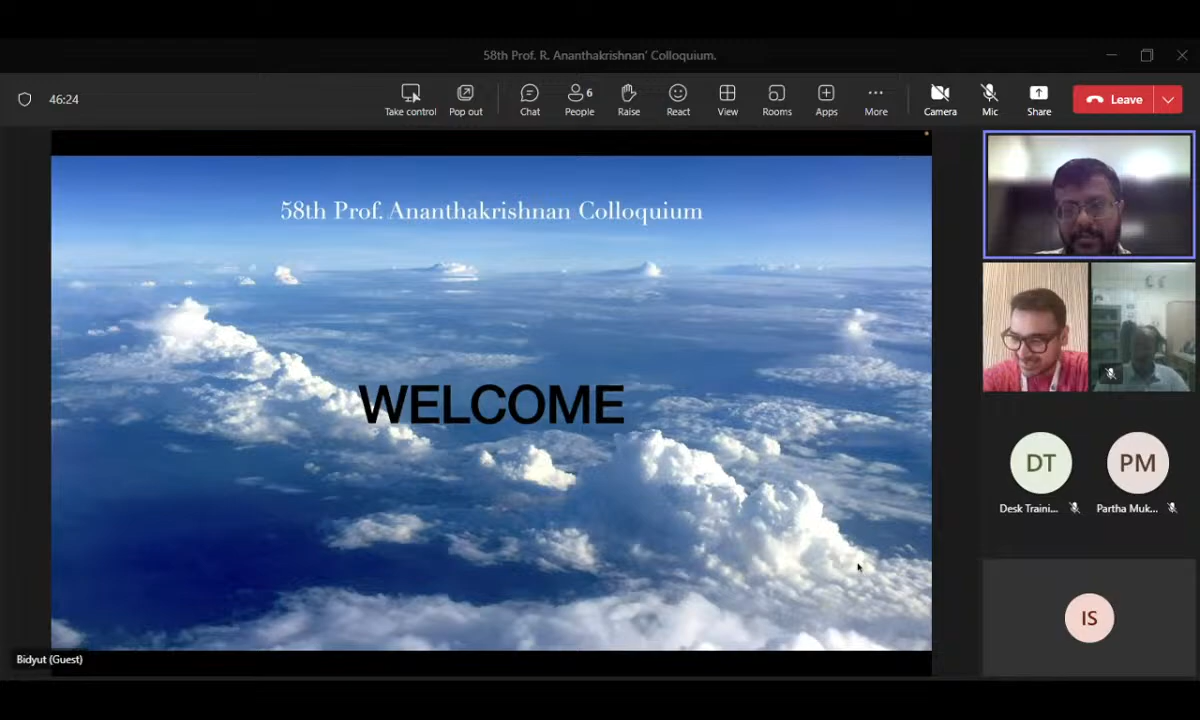 58th Prof. R. Ananthakrishnan' Colloquium.
46:24
Take control
Pop out
Chat
6
People
Raise
React
View
Rooms
Apps
More
Camera
Mic
Share
Leave
58th Prof. Ananthakrishnan Colloquium
WELCOME
Bidyut (Guest)
DT
Desk Traini...
PM
Partha Muk...
IS